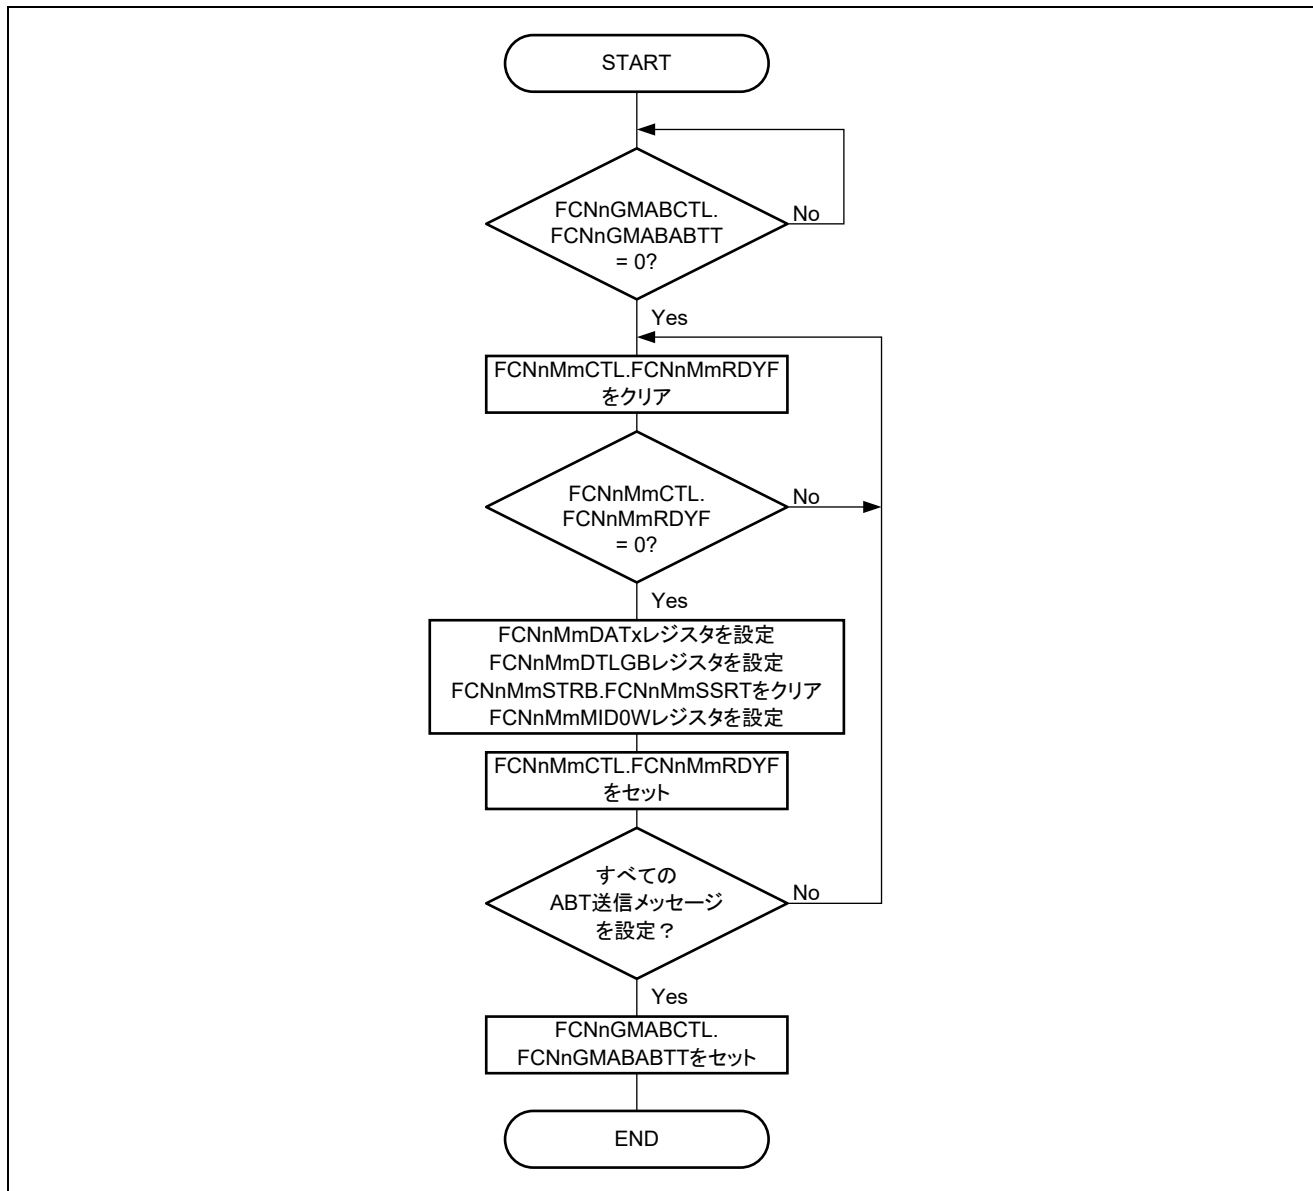 START
FCNnGMABCTL.
FCNnGMABABTT
= 0?
No
Yes
FCNnMmCTL.FCNnMmRDYF
をクリア
FCNnMmCTL.
FCNnMmRDYF
= 0?
No
Yes
FCNnMmDATxレジスタを設定
FCNnMmDTLGBレジスタを設定
FCNnMmSTRB.FCNnMmSSRTをクリア
FCNnMmMID0Wレジスタを設定
FCNnMmCTL.FCNnMmRDYF
をセット
すべての
ABT送信メッセージ
を設定？
No
Yes
FCNnGMABCTL.
FCNnGMABABTTをセット
END